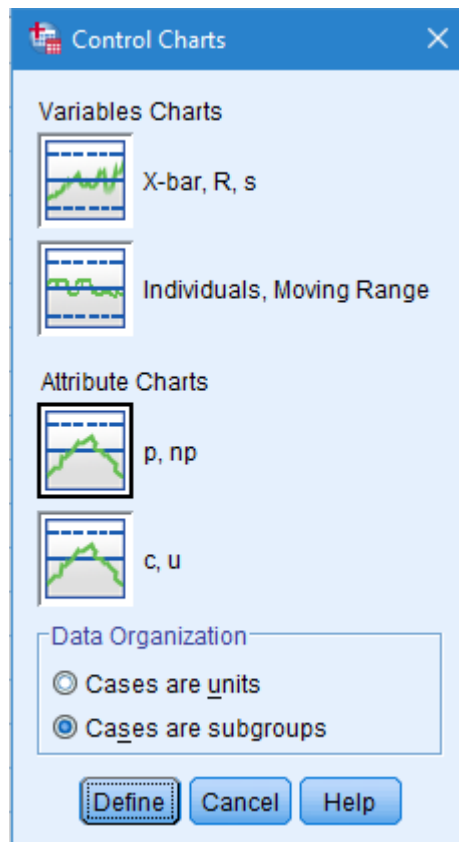 Control Charts
Variables Charts
X-bar, R, s
Individuals, Moving Range
Attribute Charts
p, np
c, u
Data Organization
Cases are units
Cases are subgroups
Define Cancel Help